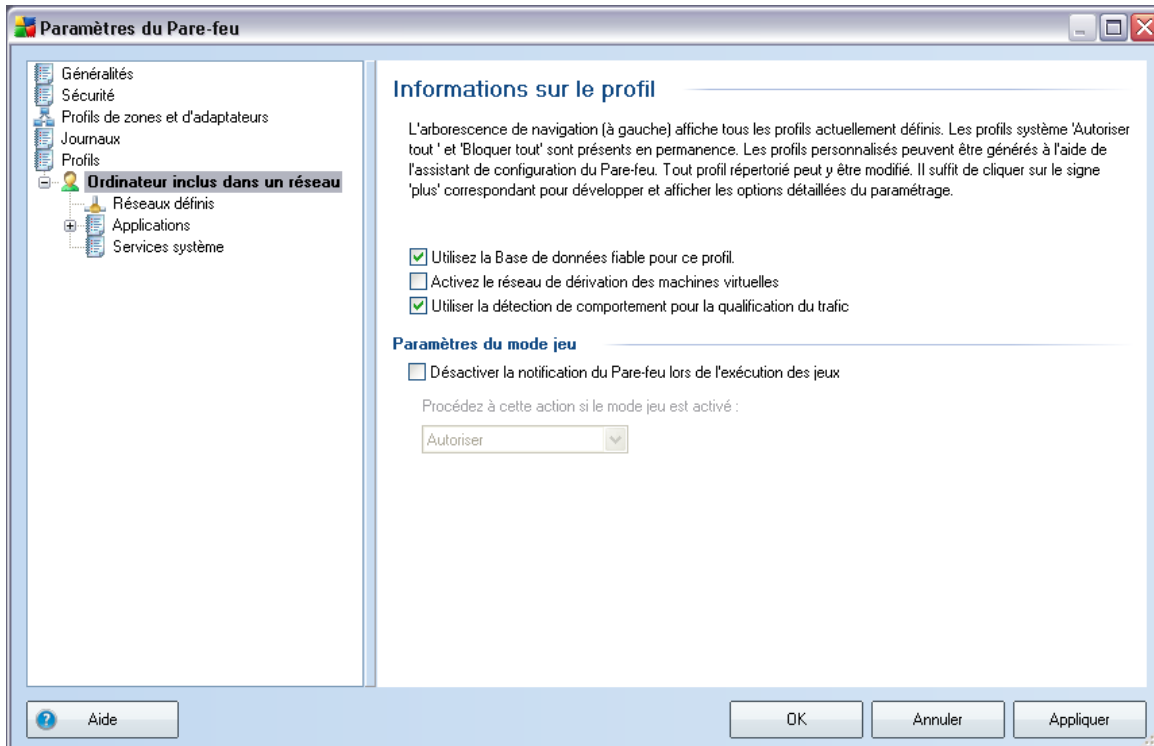 Paramètres du Pare-feu
Généralités
Sécurité
Profils de zones et d'adaptateurs
Journaux
Profils
Ordinateur inclus dans un réseau
Réseaux définis
Applications
Services système
Informations sur le profil
L'arborescence de navigation (à gauche) affiche tous les profils actuellement définis. Les profils système 'Autoriser
tout ' et 'Bloquer tout' sont présents en permanence. Les profils personnalisés peuvent être générés à l'aide de
l'assistant de configuration du Pare-feu. Tout profil répertorié peut y être modifié. Il suffit de cliquer sur le signe
'plus' correspondant pour développer et afficher les options détaillées du paramétrage.
Utilisez la Base de données fiable pour ce profil.
Activez le réseau de dérivation des machines virtuelles
Utiliser la détection de comportement pour la qualification du trafic
Paramètres du mode jeu
Désactiver la notification du Pare-feu lors de l'exécution des jeux
Procédez à cette action si le mode jeu est activé :
Autoriser
Aide
OK
Annuler
Appliquer